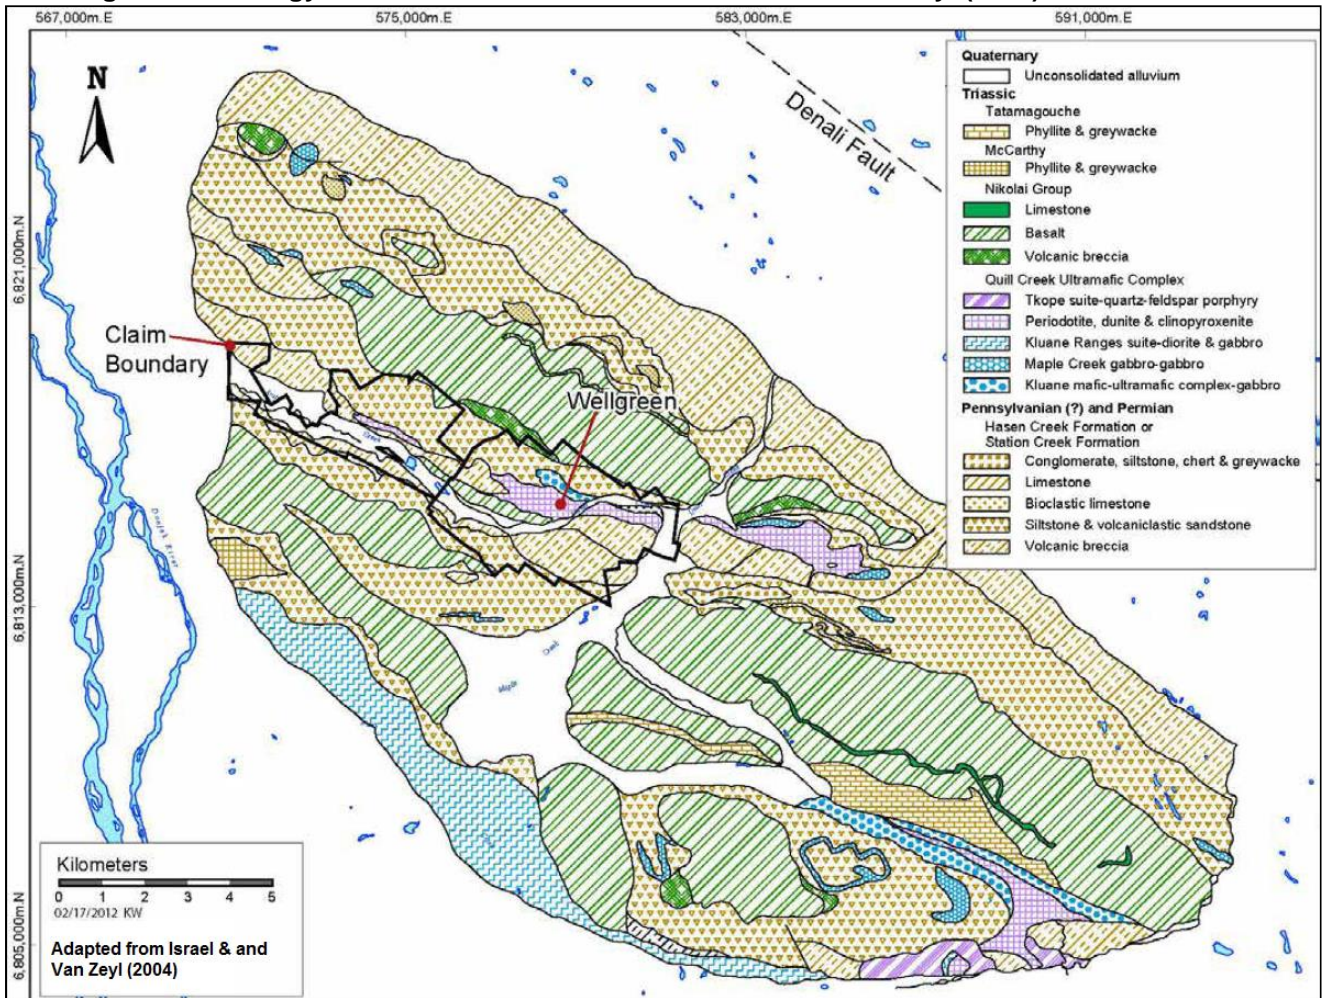 567,000m.E 575,000m.E 583,000m.E 591,000m.E
N
Denali Fault
6,821,000m.N
Claim
Boundary
Wellgreen
Creek
Donjek River
6,813,000m.N
Creek
Maple
6,805,000m.N
Quaternary
Unconsolidated alluvium
Triassic
Tatamagouche
Phyllite & greywacke
McCarthy
Phyllite & greywacke
Nikolai Group
Limestone
Basalt
Volcanic breccia
Quill Creek Ultramafic Complex
Tkope suite-quartz-feldspar porphyry
Periodotite, dunite & clinopyroxenite
Kluane Ranges suite-diorite & gabbro
Maple Creek gabbro-gabbro
Kluane mafic-ultramafic complex-gabbro
Pennsylvanian (?) and Permian
Hasen Creek Formation or
Station Creek Formation
Conglomerate, siltstone, chert & greywacke
Limestone
Bioclastic limestone
Siltstone & volcaniclastic sandstone
Volcanic breccia
Kilometers
0 1 2 3 4 5
02/17/2012 KW
Adapted from Israel & and
Van Zeyl (2004)